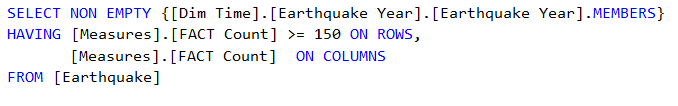 SELECT NON EMPTY {[Dim Time].[Earthquake Year].[Earthquake Year].MEMBERS}
HAVING [Measures].[FACT Count] >= 150 ON ROWS,
       [Measures].[FACT Count]  ON COLUMNS
FROM [Earthquake]